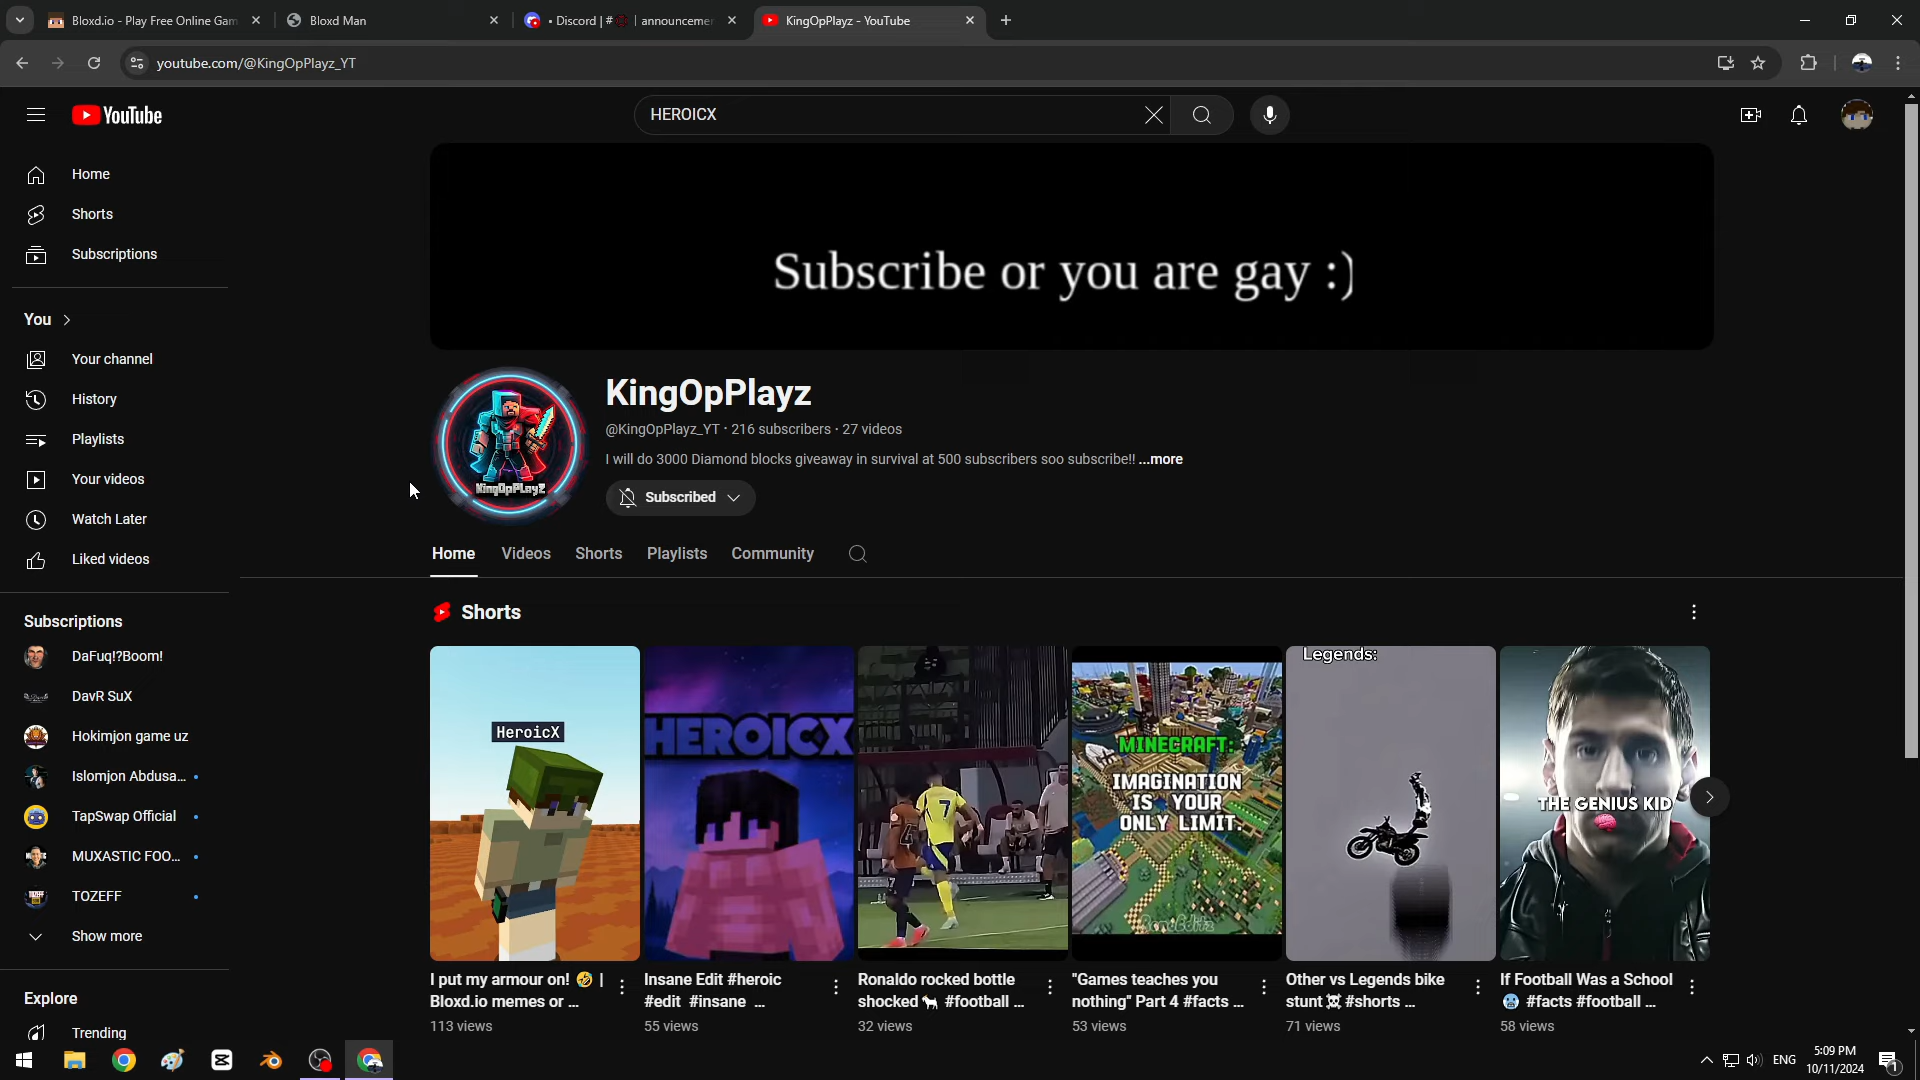 Bloxd.io - Play Free Online Gam
Bloxd Man
• Discord | # | announcemen
KingOpPlayz - YouTube
youtube.com/@KingOpPlayz_YT
YouTube
HEROICX
Home
Shorts
Subscriptions
You
Your channel
History
Playlists
Your videos
Watch Later
Liked videos
Subscriptions
DaFuq!?Boom!
DavR SuX
Hokimjon game uz
Islomjon Abdusa...
TapSwap Official
MUXASTIC FOO...
TOZEFF
Show more
Explore
Trending
Subscribe or you are gay :)
KingOpPlayZ
KingOpPlayz
@KingOpPlayz_YT · 216 subscribers · 27 videos
I will do 3000 Diamond blocks giveaway in survival at 500 subscribers soo subscribe!! ...more
Subscribed
Home Videos Shorts Playlists Community
Shorts
HeroicX
HEROICX
7
MINECRAFT:
IMAGINATION
IS YOUR
ONLY LIMIT.
Legends:
THE GENIUS KID
I put my armour on! 🤣 |
Bloxd.io memes or ...
113 views
Insane Edit #heroic
#edit #insane ...
55 views
Ronaldo rocked bottle
shocked 🐐 #football ...
32 views
"Games teaches you
nothing" Part 4 #facts ...
53 views
Other vs Legends bike
stunt ☠ #shorts ...
71 views
If Football Was a School
🥶 #facts #football ...
58 views
ENG
5:09 PM
10/11/2024
1